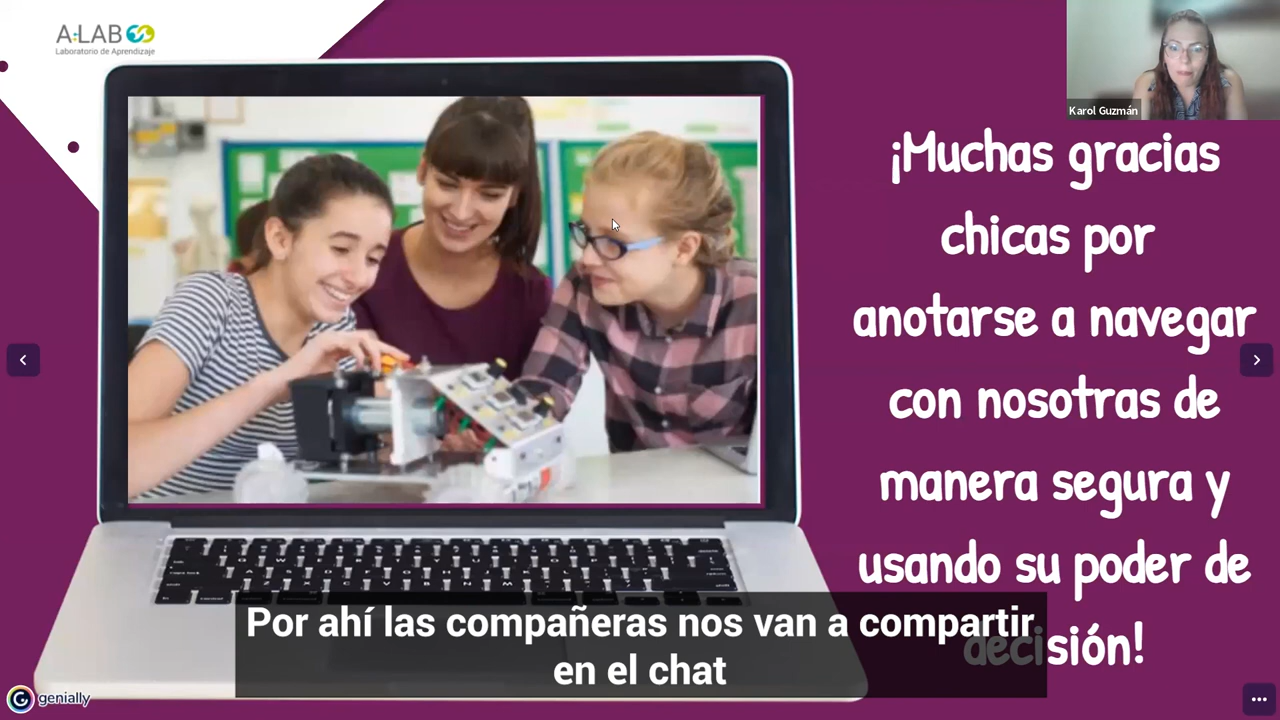 A:LAB
Laboratorio de Aprendizaje
Karol Guzmán
¡Muchas gracias
chicas por
anotarse a navegar
con nosotras de
manera segura y
usando su poder de
decisión!
Por ahí las compañeras nos van a compartir
en el chat
genially